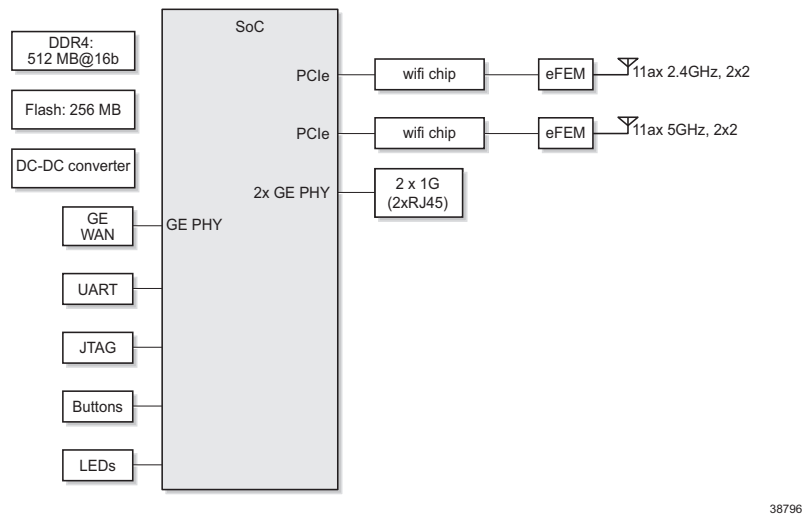 SoC
DDR4:
512 MB@16b
Flash: 256 MB
DC-DC converter
GE
WAN
GE PHY
UART
JTAG
Buttons
LEDs
PCIe
wifi chip
eFEM
11ax 2.4GHz, 2x2
PCIe
wifi chip
eFEM
11ax 5GHz, 2x2
2x GE PHY
2 x 1G
(2xRJ45)
38796